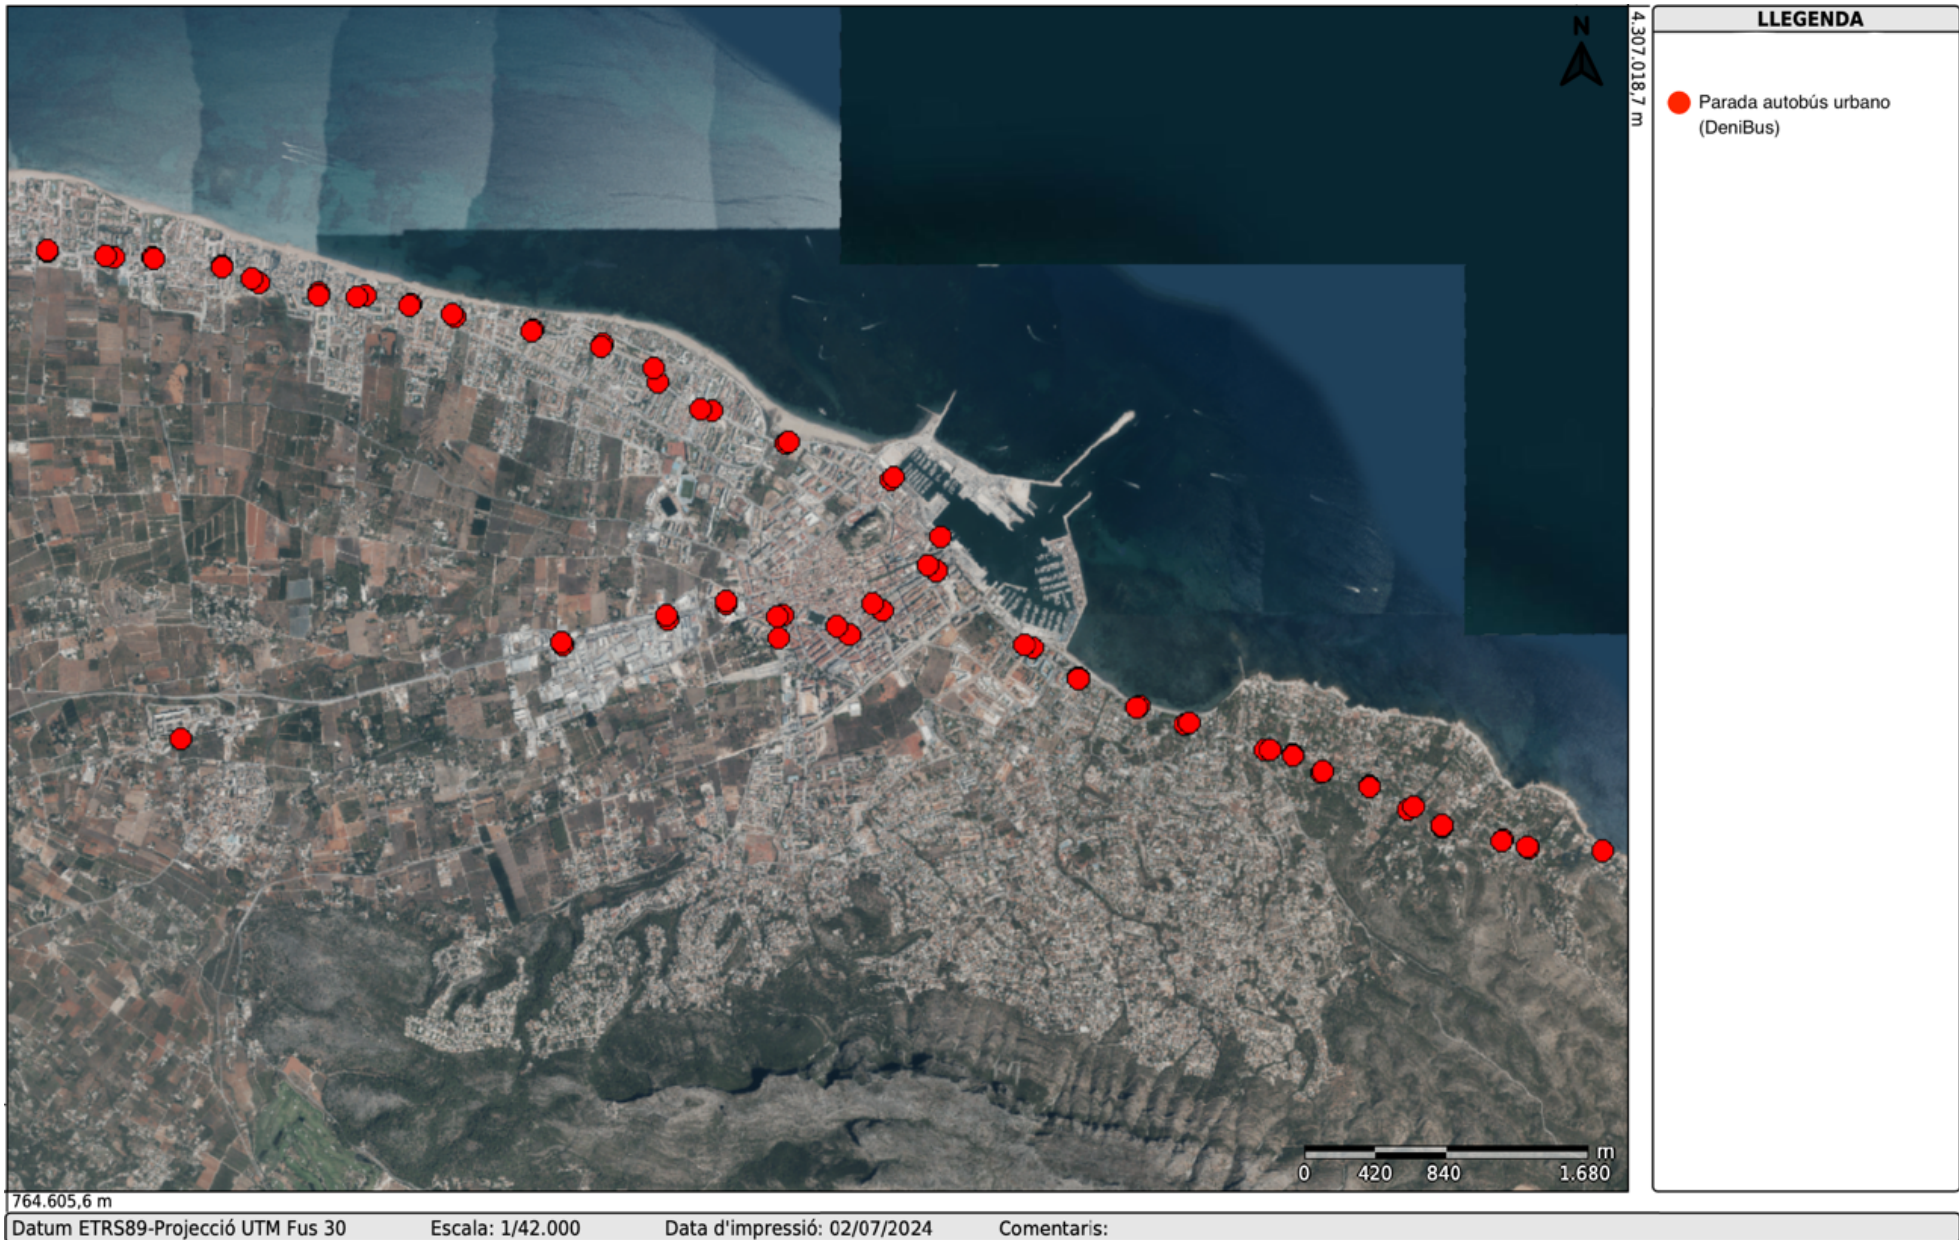 N
4.307.018,7 m
LLEGENDA
Parada autobús urbano
(DeniBus)
m
0 420 840 1.680
764.605,6 m
Datum ETRS89-Projecció UTM Fus 30 Escala: 1/42.000 Data d'impressió: 02/07/2024 Comentaris: